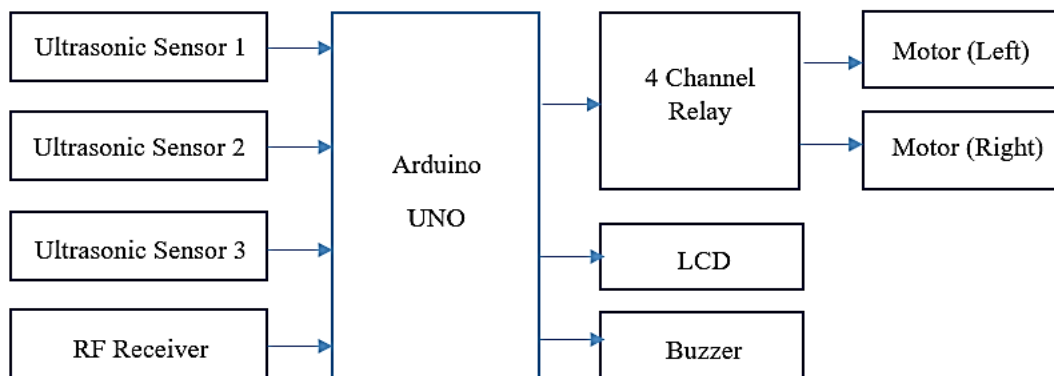 Ultrasonic Sensor 1
Ultrasonic Sensor 2
Ultrasonic Sensor 3
RF Receiver
Arduino
UNO
4 Channel
Relay
LCD
Buzzer
Motor (Left)
Motor (Right)